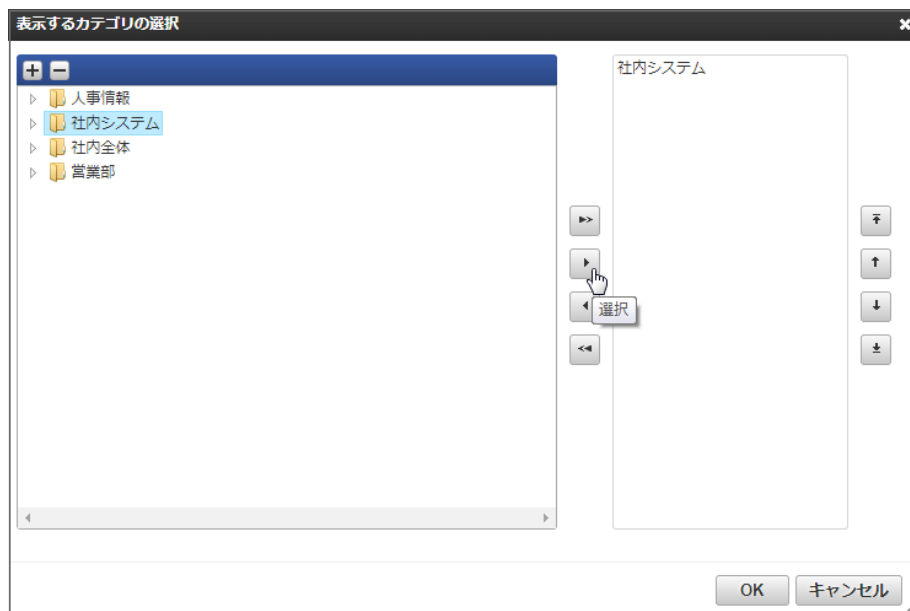 表示するカテゴリの選択
人事情報
社内システム
社内全体
営業部
社内システム
選択
OK
キャンセル